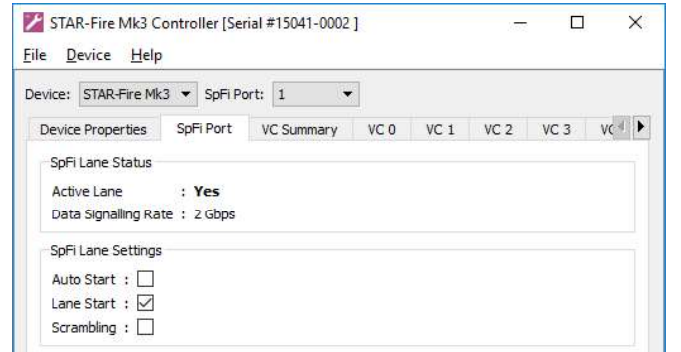 STAR-Fire Mk3 Controller [Serial #15041-0002 ]
File Device Help
Device: STAR-Fire Mk3 SpFi Port: 1
Device Properties SpFi Port VC Summary VC 0 VC 1 VC 2 VC 3 VC
SpFi Lane Status
Active Lane : Yes
Data Signalling Rate : 2 Gbps
SpFi Lane Settings
Auto Start :
Lane Start :
Scrambling :